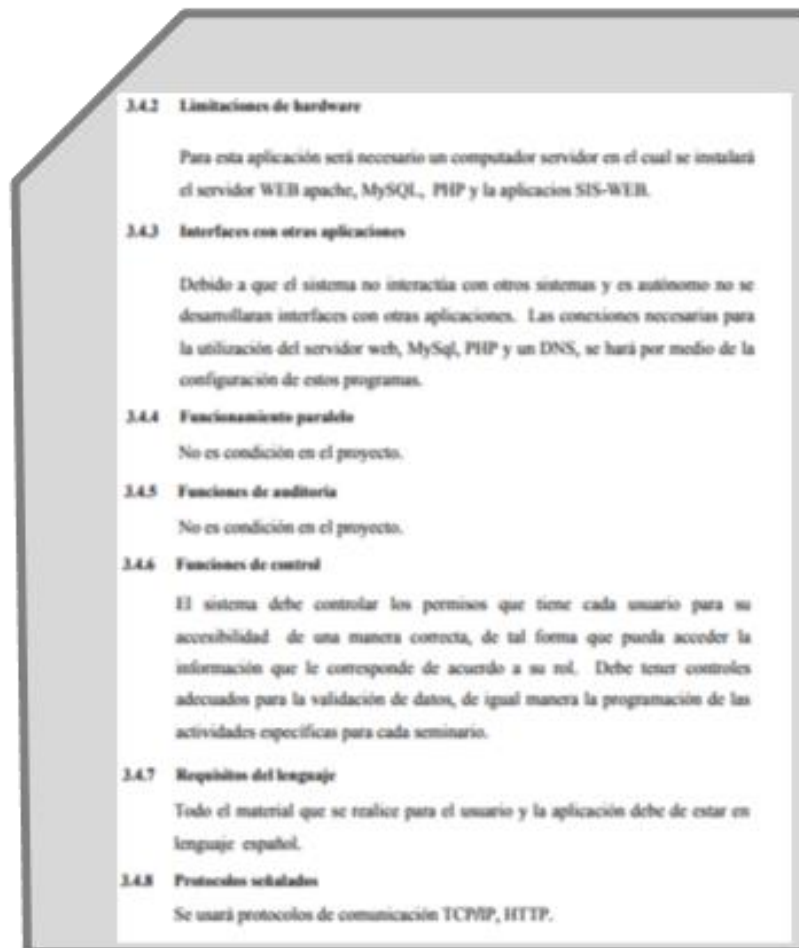 3.4.2 Limitaciones de hardware
Para esta aplicación será necesario un computador servidor en el cual se instalará
el servidor WEB apache, MySQL, PHP y la aplicacios SIS-WEB.
3.4.3 Interfaces con otras aplicaciones
Debido a que el sistema no interactúa con otros sistemas y es autónomo no se
desarrollaran interfaces con otras aplicaciones. Las conexiones necesarias para
la utilización del servidor web, MySql, PHP y un DNS, se hará por medio de la
configuración de estos programas.
3.4.4 Funcionamiento paralelo
No es condición en el proyecto.
3.4.5 Funciones de auditoria
No es condición en el proyecto.
3.4.6 Funciones de control
El sistema debe controlar los permisos que tiene cada usuario para su
accesibilidad de una manera correcta, de tal forma que pueda acceder la
información que le corresponde de acuerdo a su rol. Debe tener controles
adecuados para la validación de datos, de igual manera la programación de las
actividades específicas para cada seminario.
3.4.7 Requisitos del lenguaje
Todo el material que se realice para el usuario y la aplicación debe de estar en
lenguaje español.
3.4.8 Protocolos señalados
Se usará protocolos de comunicación TCP/IP, HTTP.